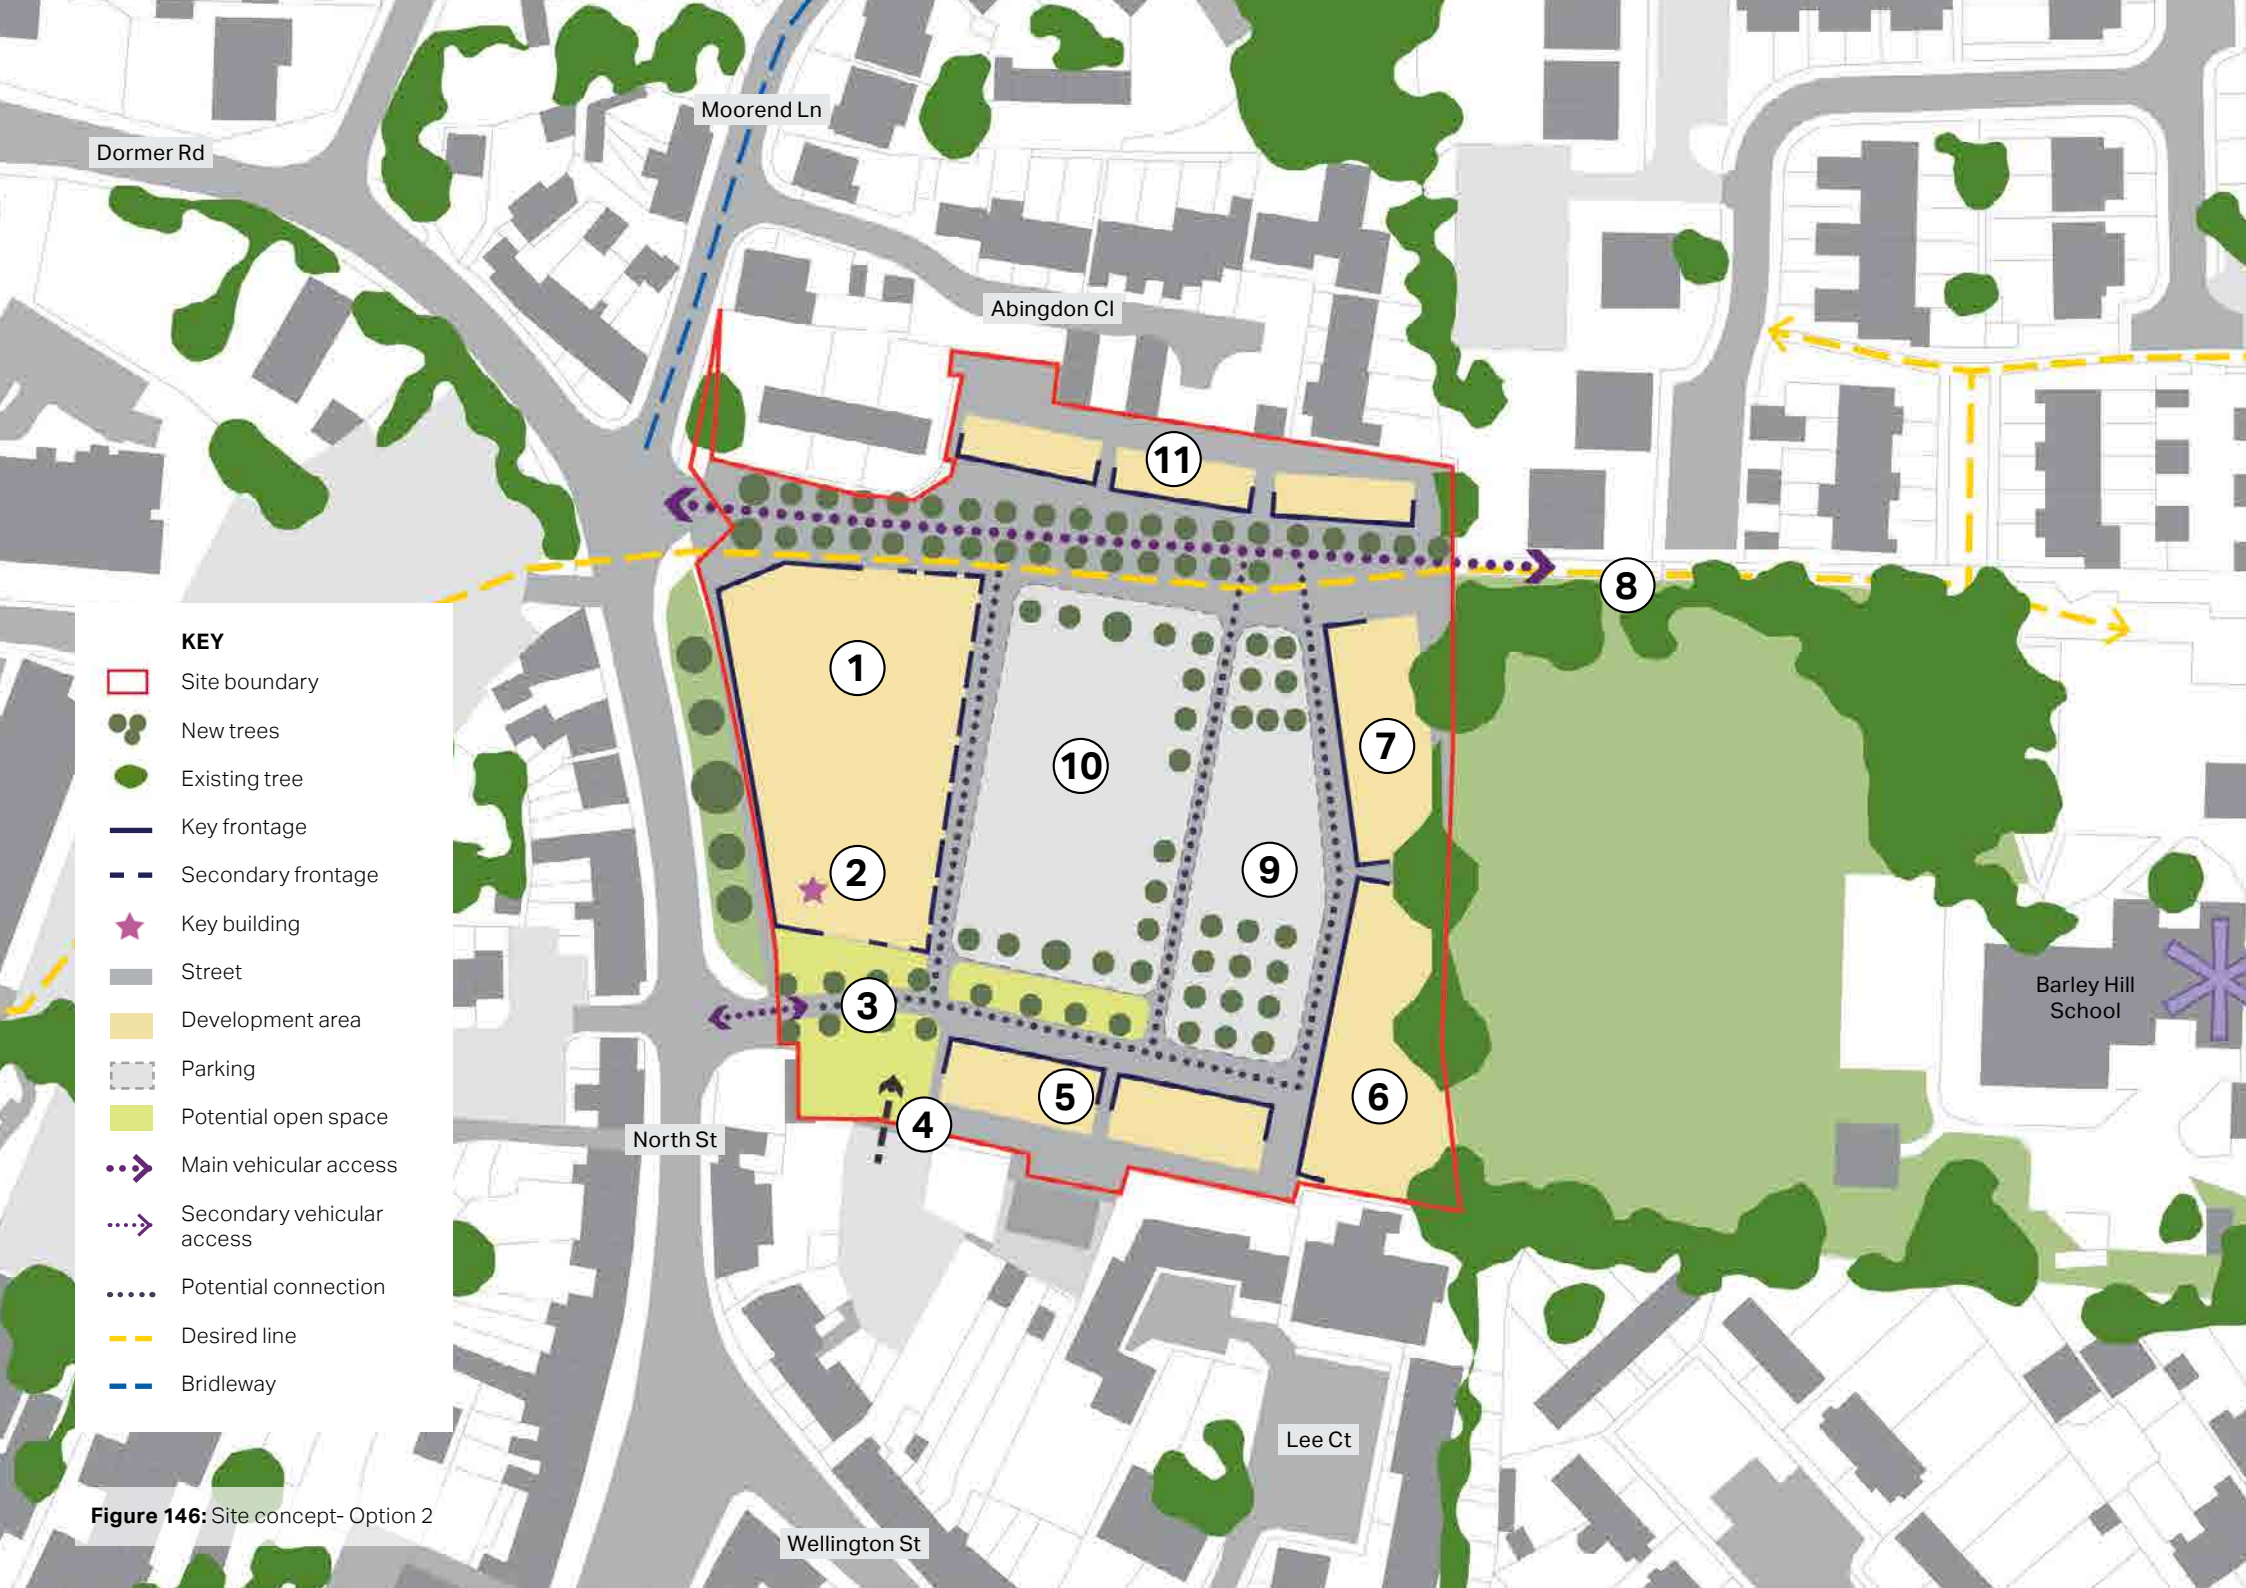 Moorend Ln
Dormer Rd
Abingdon Cl
11
8
1
7
10
2
9
3
5
6
4
Barley Hill
School
North St
Lee Ct
Wellington St
KEY
Site boundary
New trees
Existing tree
Key frontage
Secondary frontage
Key building
Street
Development area
Parking
Potential open space
Main vehicular access
Secondary vehicular
access
Potential connection
Desired line
Bridleway
Figure 146: Site concept- Option 2